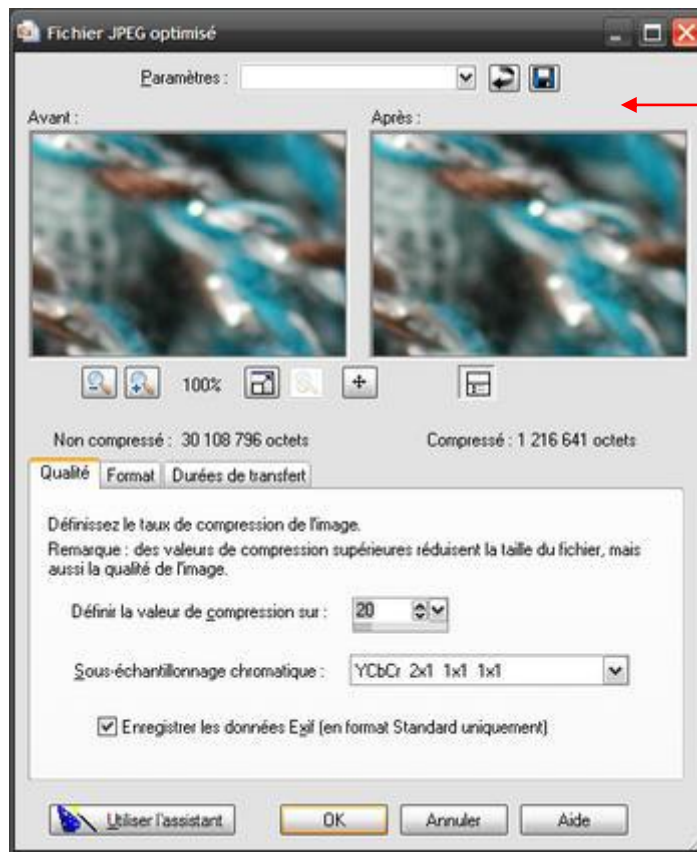 Fichier JPEG optimisé
Paramètres :
Avant :
Après :
100%
Non compressé : 30 108 796 octets
Compressé : 1 216 641 octets
Qualité
Format
Durées de transfert
Définissez le taux de compression de l'image.
Remarque : des valeurs de compression supérieures réduisent la taille du fichier, mais
aussi la qualité de l'image.
Définir la valeur de compression sur :
20
Sous-échantillonnage chromatique :
YCbCr 2x1 1x1 1x1
Enregistrer les données Exif (en format Standard uniquement)
Utiliser l'assistant
OK
Annuler
Aide